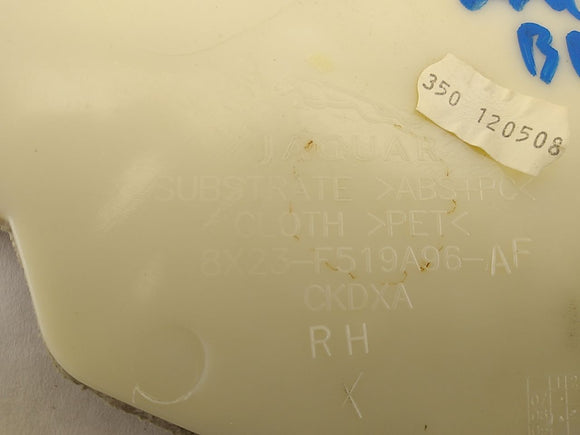 350 120508
JAGUAR
SUBSTRATE >ABS+PC<
CLOTH >PET<
8X23-F519A96-AF
CKDXA
RH
X